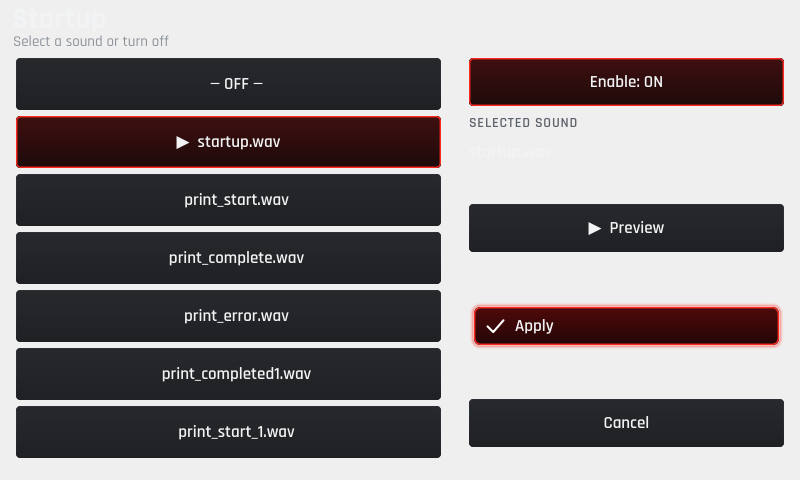 Startup
Select a sound or turn off
— OFF —
▶ startup.wav
print_start.wav
print_complete.wav
print_error.wav
print_completed1.wav
print_start_1.wav
Enable: ON
SELECTED SOUND
startup.wav
▶ Preview
✓ Apply
Cancel